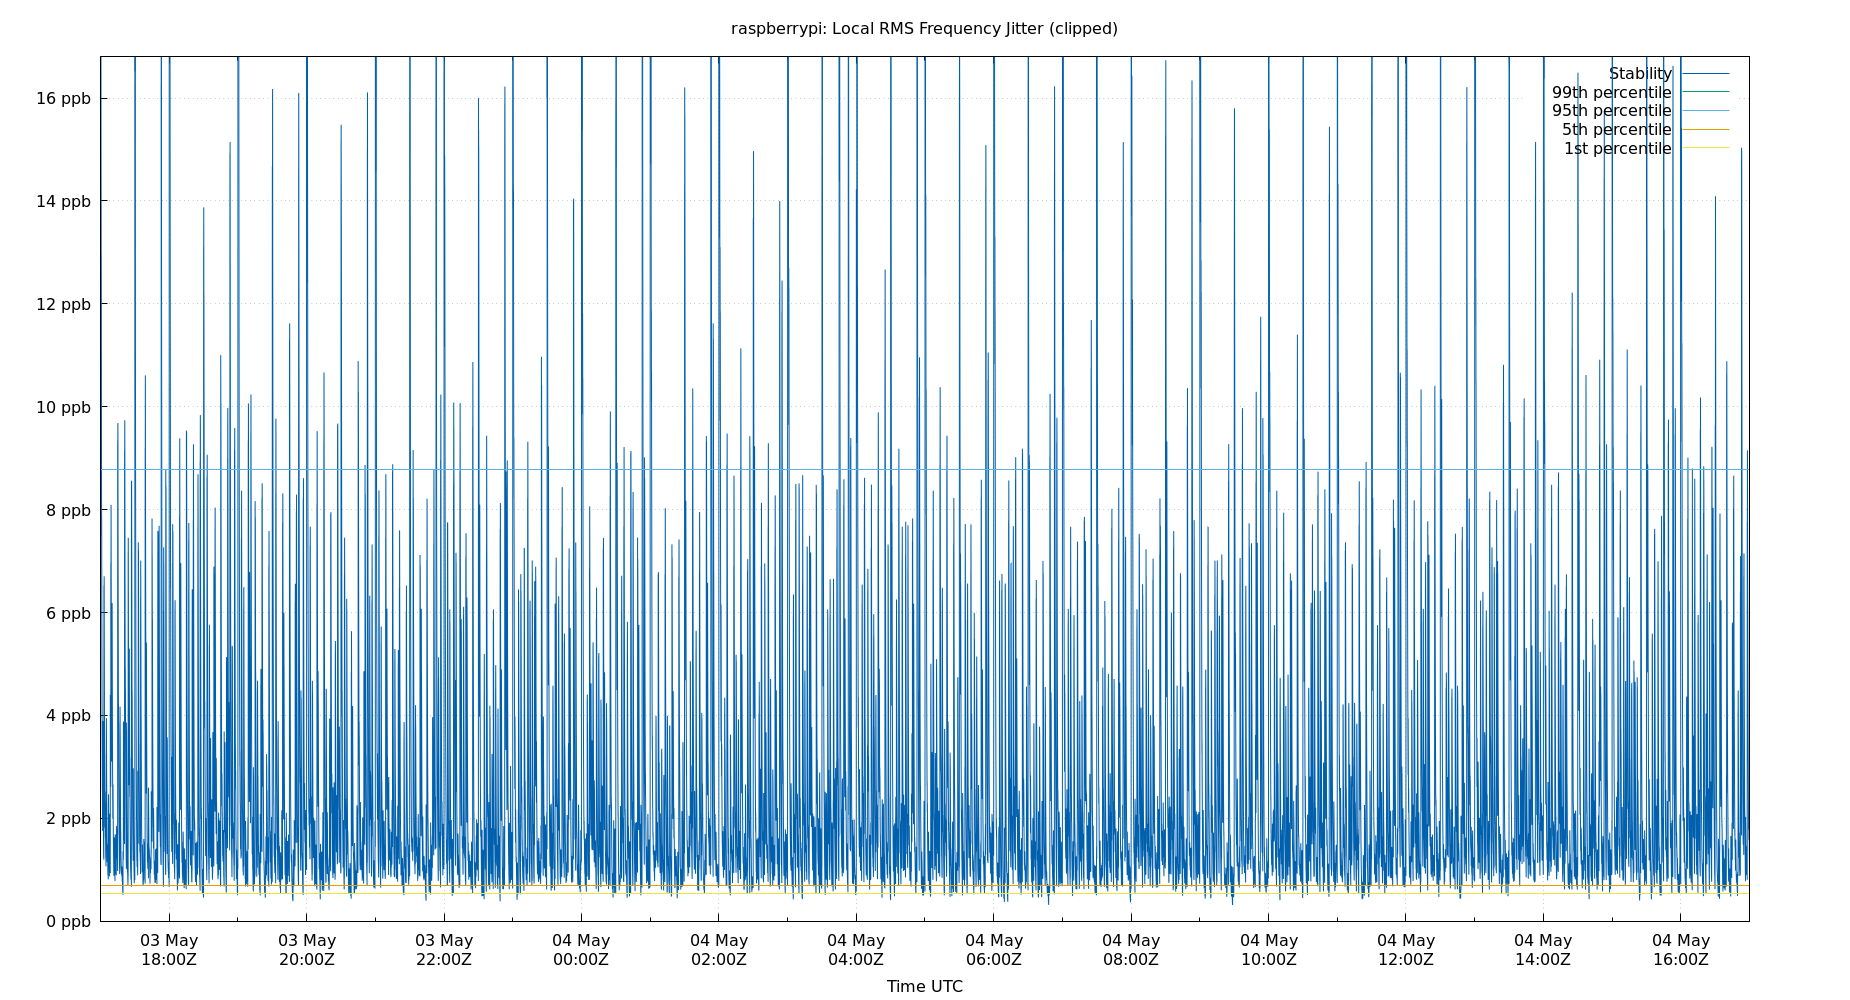 raspberrypi: Local RMS Frequency Jitter (clipped)
Stability
99th percentile
95th percentile
5th percentile
1st percentile
16 ppb
14 ppb
12 ppb
10 ppb
8 ppb
6 ppb
4 ppb
2 ppb
0 ppb
03 May 03 May 03 May 04 May 04 May 04 May 04 May 04 May 04 May 04 May 04 May 04 May
18:00Z 20:00Z 22:00Z 00:00Z 02:00Z 04:00Z 06:00Z 08:00Z 10:00Z 12:00Z 14:00Z 16:00Z
Time UTC